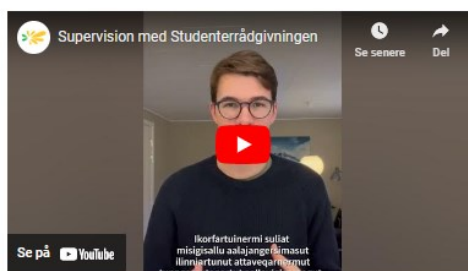 Supervision med Studenterrådgivningen
Se senere
Del
Ikorfartuinermi suliat
misigisallu aalajangersimasut
ilinniartunut attaveqarnermut
Se på YouTube